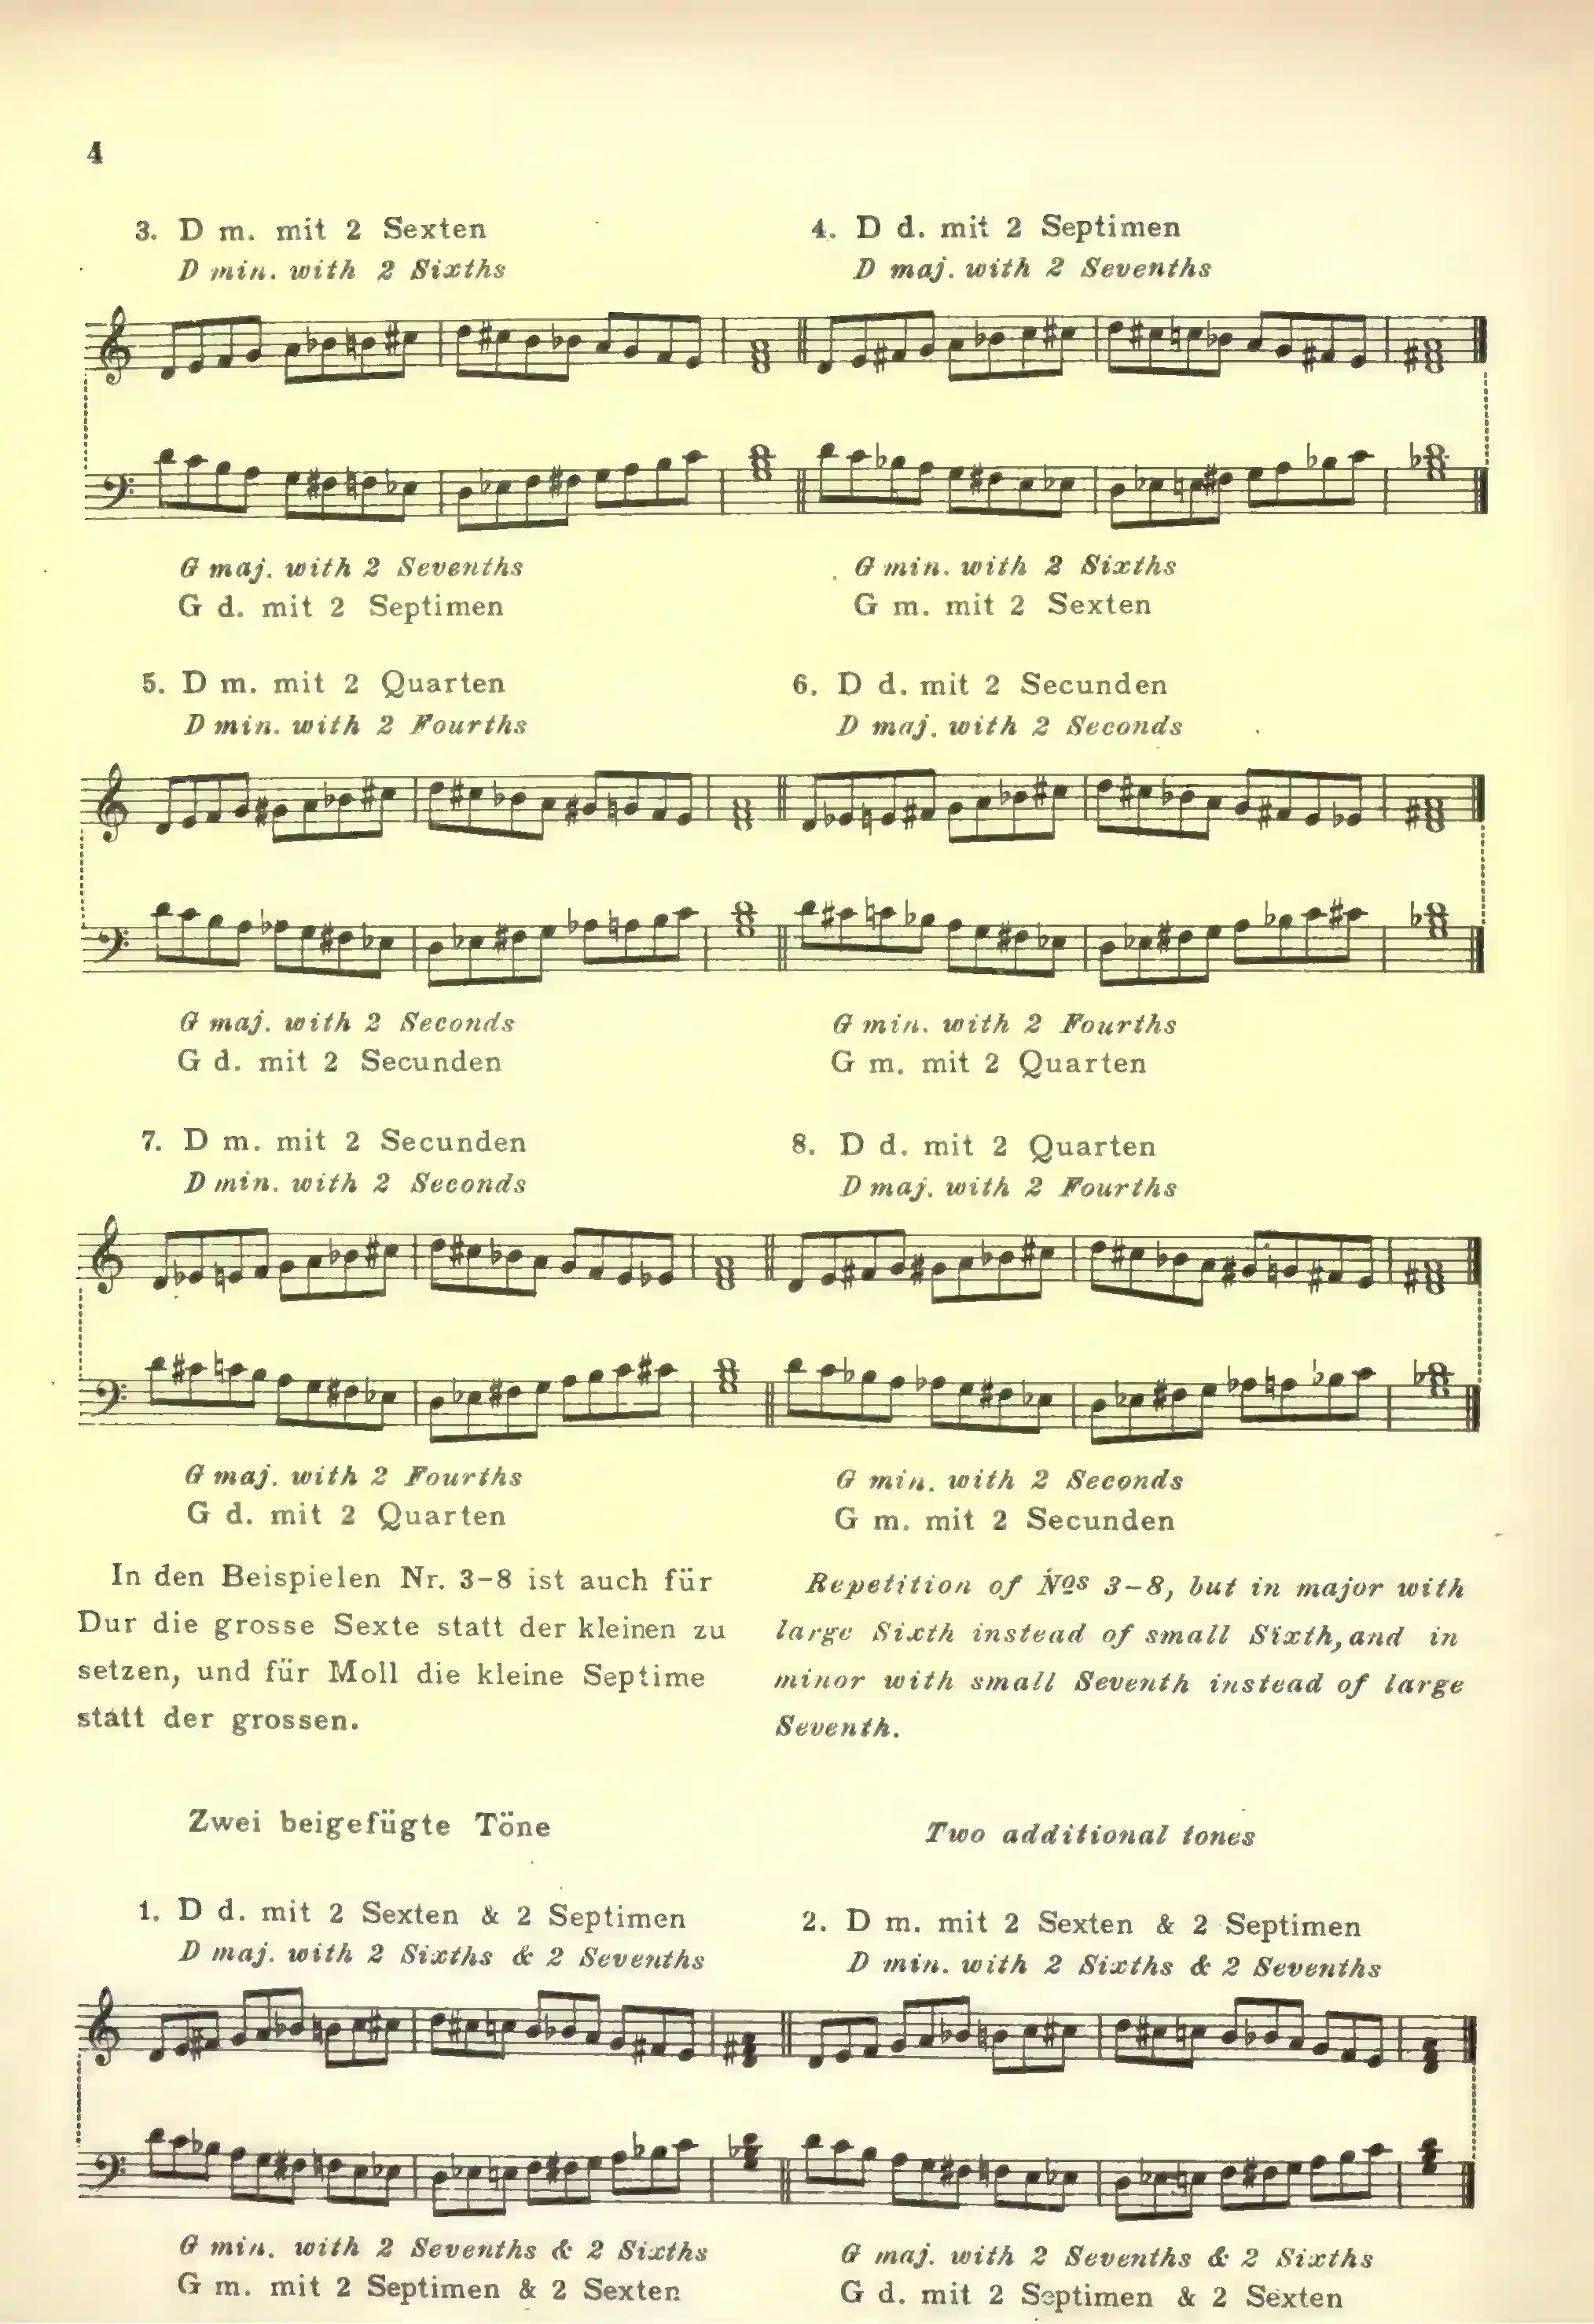 4
3. D m. mit 2 Sexten
D min. with 2 Sixths
4. D d. mit 2 Septimen
D maj. with 2 Sevenths
G maj. with 2 Sevenths
G d. mit 2 Septimen
G min. with 2 Sixths
G m. mit 2 Sexten
5. D m. mit 2 Quarten
D min. with 2 Fourths
6. D d. mit 2 Secunden
D maj. with 2 Seconds
G maj. with 2 Seconds
G d. mit 2 Secunden
G min. with 2 Fourths
G m. mit 2 Quarten
7. D m. mit 2 Secunden
D min. with 2 Seconds
8. D d. mit 2 Quarten
D maj. with 2 Fourths
G maj. with 2 Fourths
G d. mit 2 Quarten
G min. with 2 Seconds
G m. mit 2 Secunden
In den Beispielen Nr. 3-8 ist auch für
Dur die grosse Sexte statt der kleinen zu
setzen, und für Moll die kleine Septime
statt der grossen.
Repetition of Nos 3-8, but in major with
large Sixth instead of small Sixth, and in
minor with small Seventh instead of large
Seventh.
Zwei beigefügte Töne
Two additional tones
1. D d. mit 2 Sexten & 2 Septimen
D maj. with 2 Sixths & 2 Sevenths
2. D m. mit 2 Sexten & 2 Septimen
D min. with 2 Sixths & 2 Sevenths
G min. with 2 Sevenths & 2 Sixths
G m. mit 2 Septimen & 2 Sexten
G maj. with 2 Sevenths & 2 Sixths
G d. mit 2 Septimen & 2 Sexten